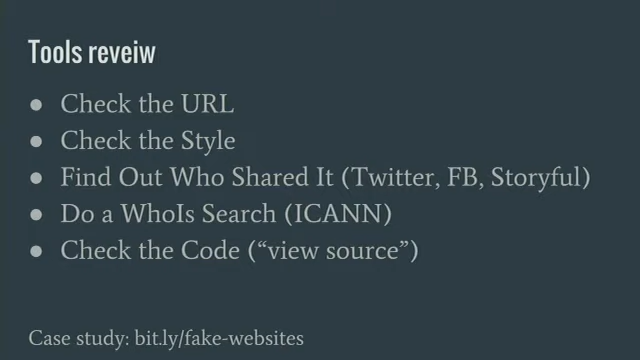 Tools reveiw
● Check the URL
● Check the Style
● Find Out Who Shared It (Twitter, FB, Storyful)
● Do a WhoIs Search (ICANN)
● Check the Code (“view source”)
Case study: bit.ly/fake-websites